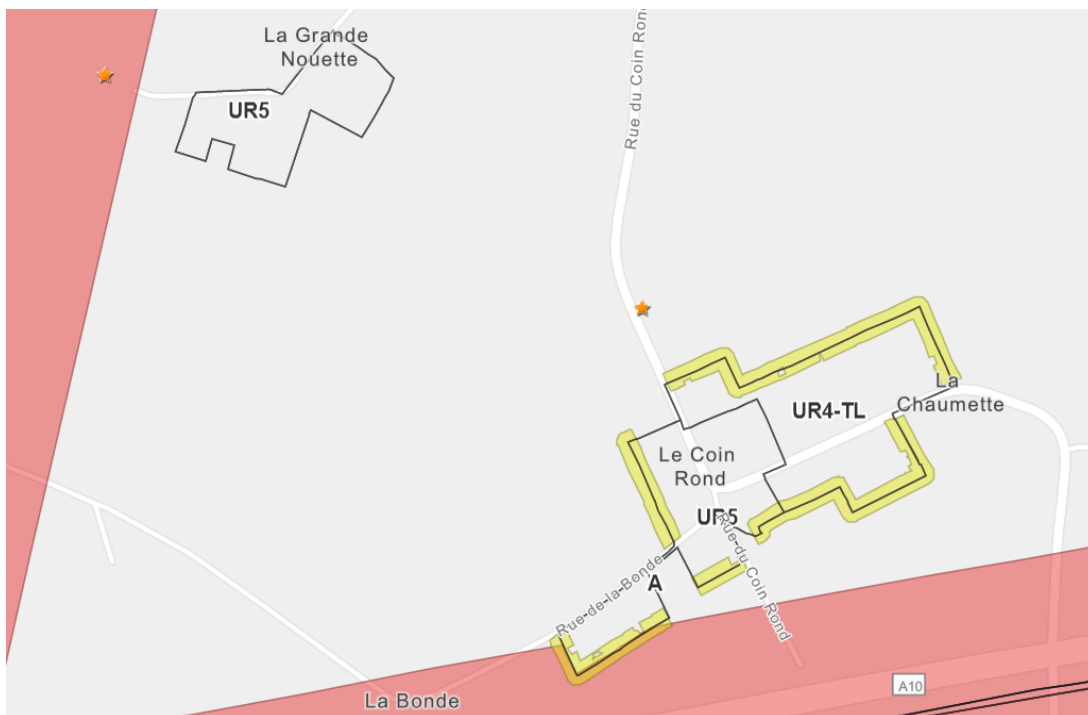 La Grande
Nouette
UR5
Rue du Coin Rond
UR4-TL
La
Chaumette
Le Coin
Rond
UR5
Rue-du Coin Rond
Rue-de-la-Bonde
A
La Bonde
A10